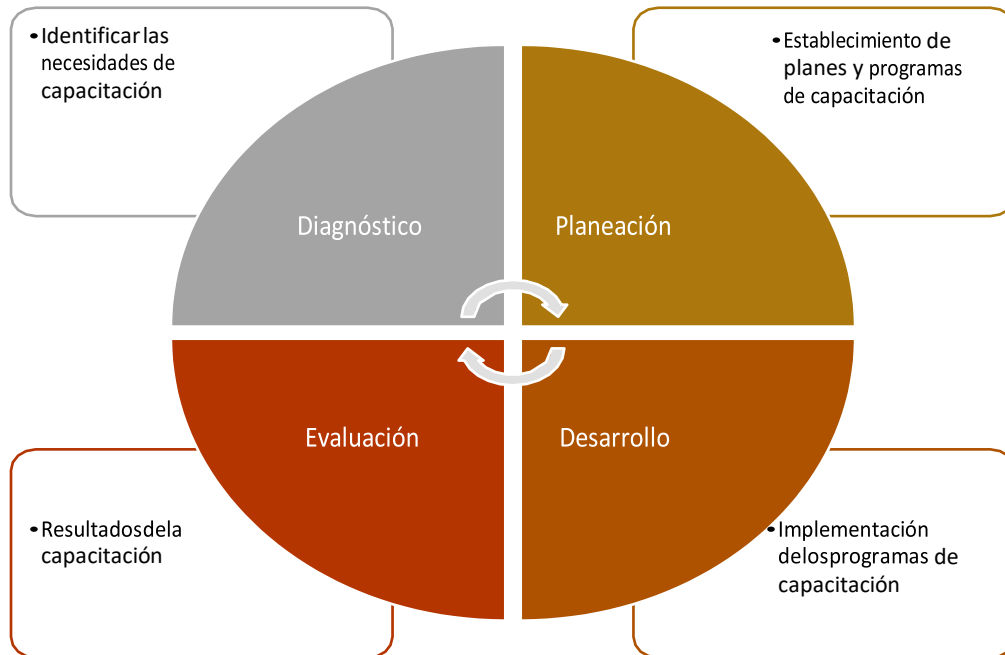 •Identificar las
necesidades de
capacitación
•Establecimiento de
planes y programas
de capacitación
Diagnóstico
Planeación
Evaluación
Desarrollo
•Resultadosdela
capacitación
•Implementación
delosprogramas de
capacitación